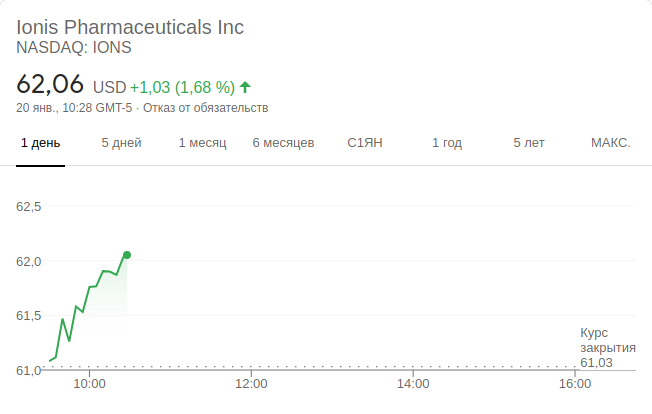 Ionis Pharmaceuticals Inc
NASDAQ: IONS
62,06 USD +1,03 (1,68 %)
20 янв., 10:28 GMT-5 · Отказ от обязательств
1 день 5 дней 1 месяц 6 месяцев С1ЯН 1 год 5 лет МАКС.
62,5
62,0
61,5
61,0
Курс
закрытия
61,03
10:00 12:00 14:00 16:00